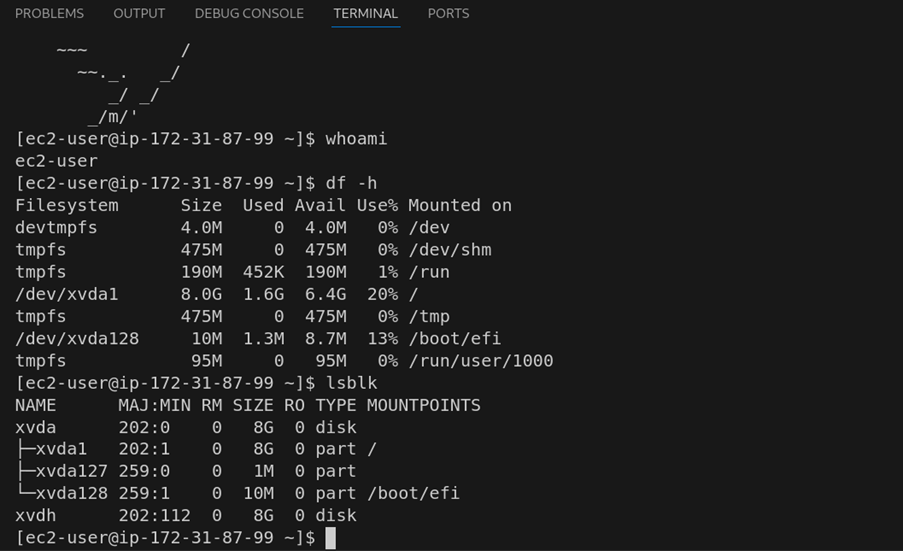 PROBLEMS OUTPUT DEBUG CONSOLE TERMINAL PORTS
    ~~~         /
      ~~._.   _/
         _/ _/
       _/m/'
[ec2-user@ip-172-31-87-99 ~]$ whoami
ec2-user
[ec2-user@ip-172-31-87-99 ~]$ df -h
Filesystem      Size  Used Avail Use% Mounted on
devtmpfs        4.0M     0  4.0M   0% /dev
tmpfs           475M     0  475M   0% /dev/shm
tmpfs           190M  452K  190M   1% /run
/dev/xvda1      8.0G  1.6G  6.4G  20% /
tmpfs           475M     0  475M   0% /tmp
/dev/xvda128     10M  1.3M  8.7M  13% /boot/efi
tmpfs            95M     0   95M   0% /run/user/1000
[ec2-user@ip-172-31-87-99 ~]$ lsblk
NAME      MAJ:MIN RM SIZE RO TYPE MOUNTPOINTS
xvda      202:0    0   8G  0 disk
├─xvda1   202:1    0   8G  0 part /
├─xvda127 259:0    0   1M  0 part
└─xvda128 259:1    0  10M  0 part /boot/efi
xvdh      202:112  0   8G  0 disk
[ec2-user@ip-172-31-87-99 ~]$